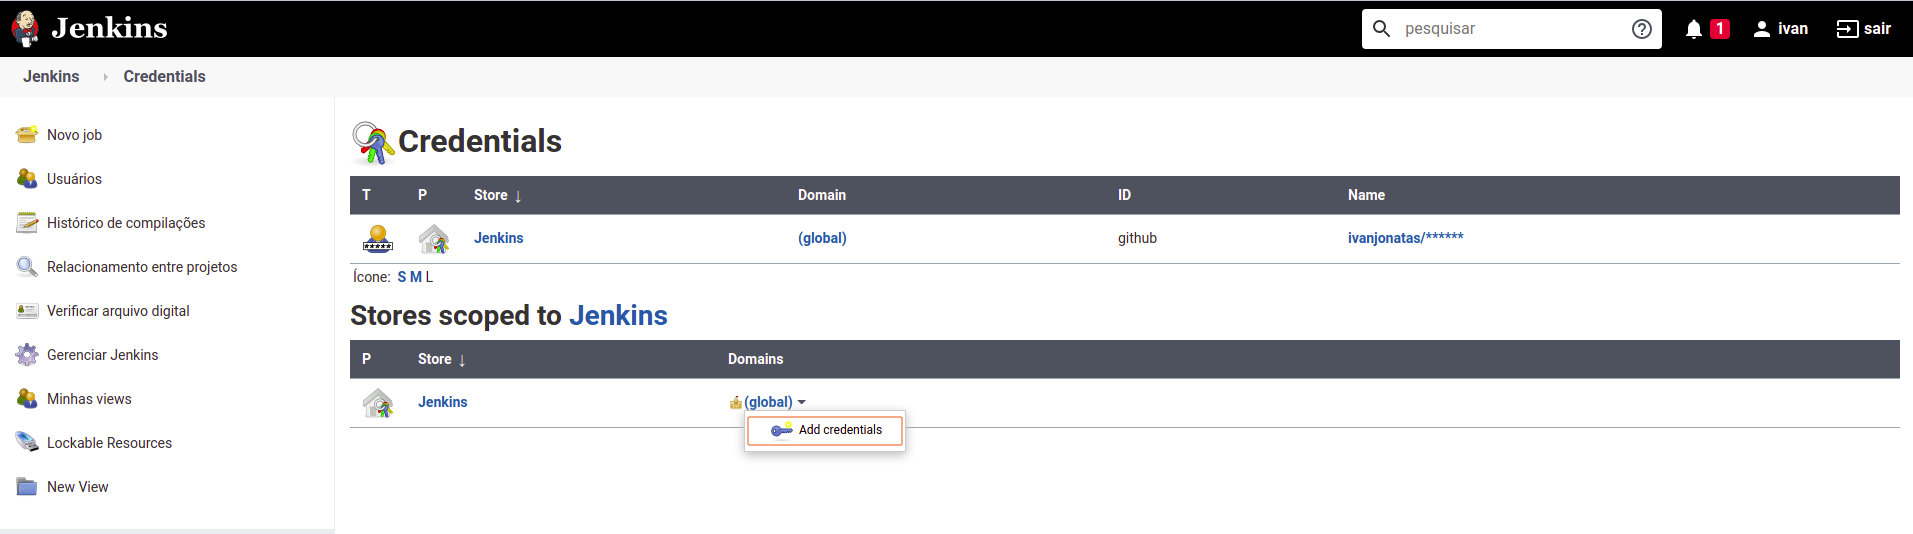 Jenkins
pesquisar
1
ivan
sair
Jenkins
Credentials
Novo job
Usuários
Histórico de compilações
Relacionamento entre projetos
Verificar arquivo digital
Gerenciar Jenkins
Minhas views
Lockable Resources
New View
Credentials
T P Store ↓ Domain ID Name
Jenkins (global) github ivanjonatas/******
Ícone: S M L
Stores scoped to Jenkins
P Store ↓ Domains
Jenkins (global)
Add credentials